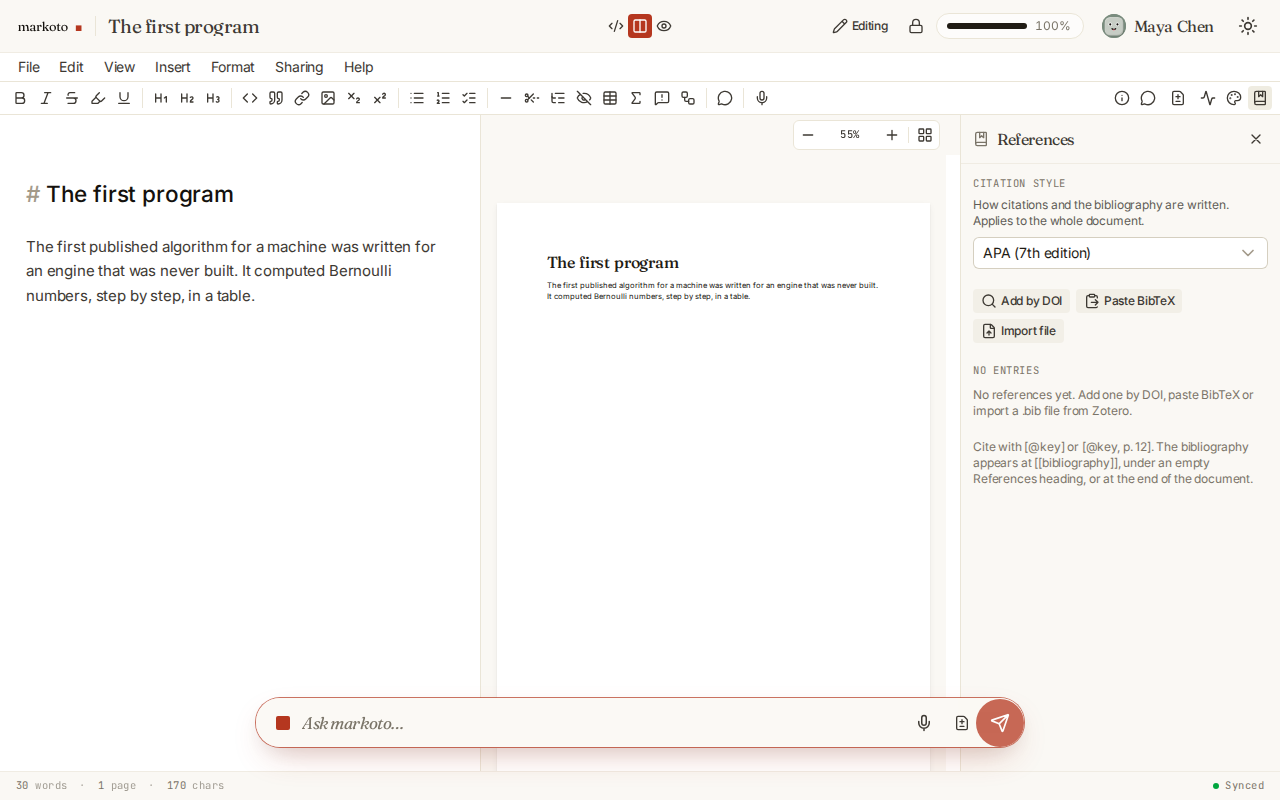 markoto
The first program
Editing
100%
Maya Chen
File Edit View Insert Format Sharing Help
H1 H2 H3
55%
References
# The first program
The first published algorithm for a machine was written for
an engine that was never built. It computed Bernoulli
numbers, step by step, in a table.
The first program
The first published algorithm for a machine was written for an engine that was never built.
It computed Bernoulli numbers, step by step, in a table.
CITATION STYLE
How citations and the bibliography are written.
Applies to the whole document.
APA (7th edition)
Add by DOI Paste BibTeX
Import file
NO ENTRIES
No references yet. Add one by DOI, paste BibTeX or
import a .bib file from Zotero.
Cite with [@key] or [@key, p. 12]. The bibliography
appears at [[bibliography]], under an empty
References heading, or at the end of the document.
Ask markoto...
30 words · 1 page · 170 chars
Synced